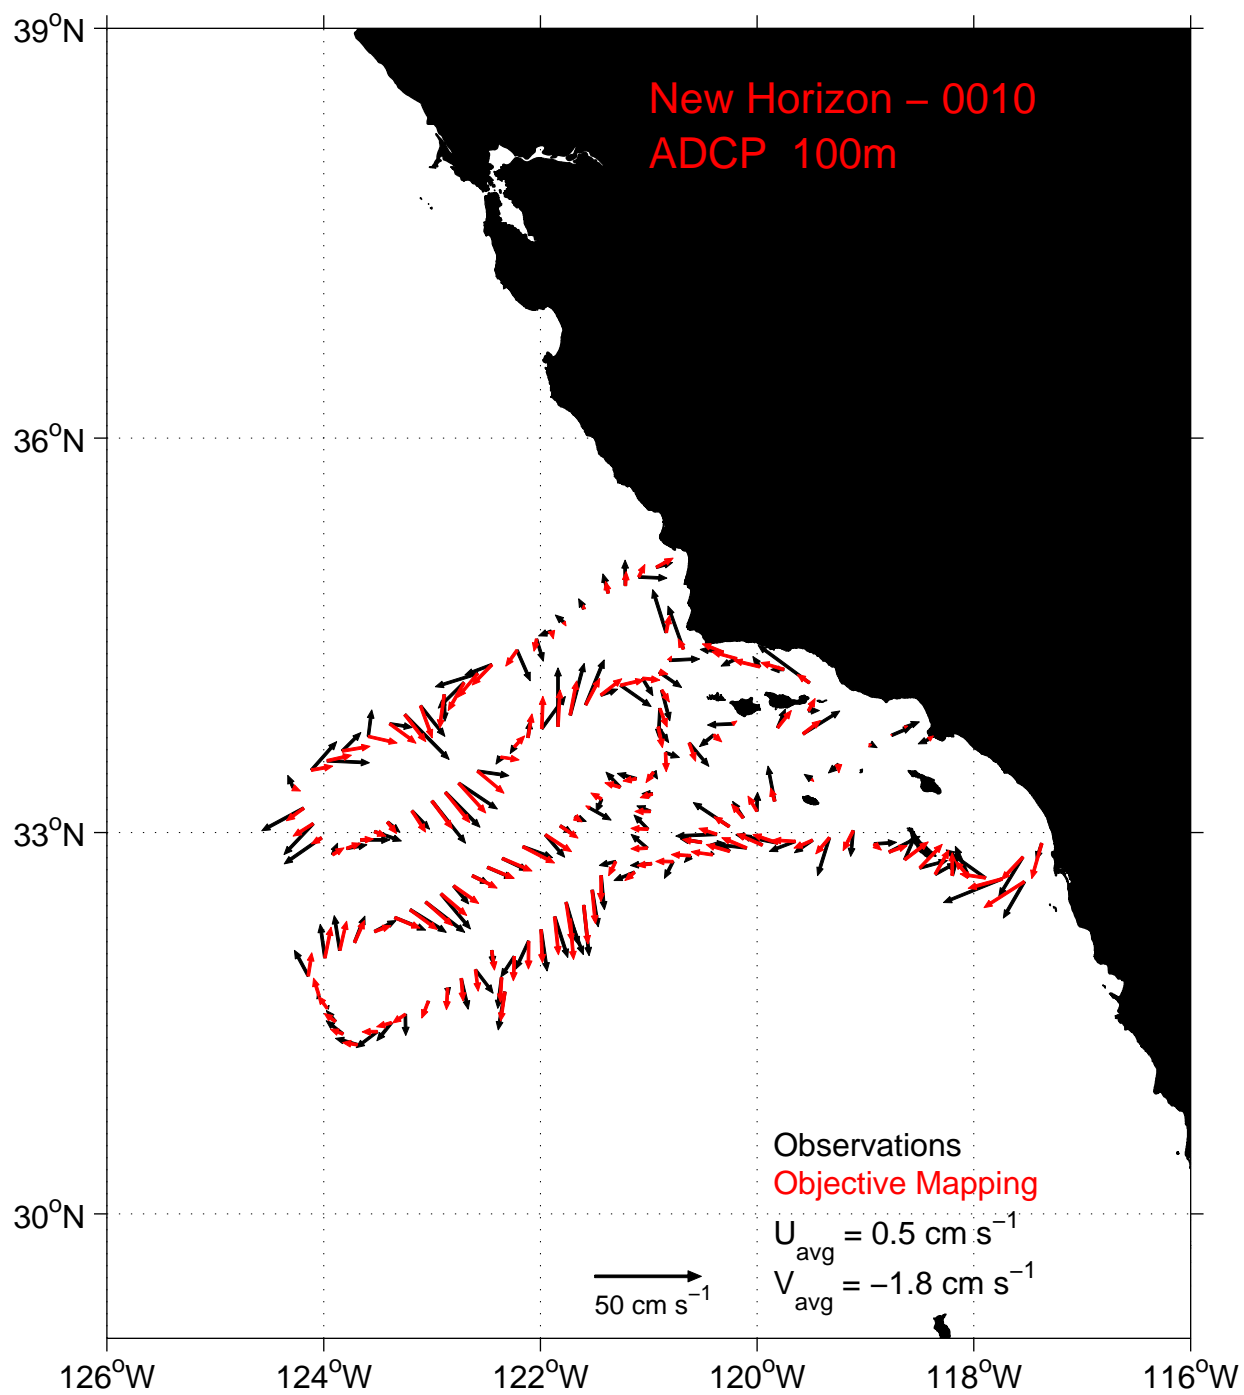 39°N
New Horizon – 0010
ADCP 100m
36°N
33°N
Observations
Objective Mapping
30°N
U_avg = 0.5 cm s⁻¹
50 cm s⁻¹
V_avg = −1.8 cm s⁻¹
126°W 124°W 122°W 120°W 118°W 116°W